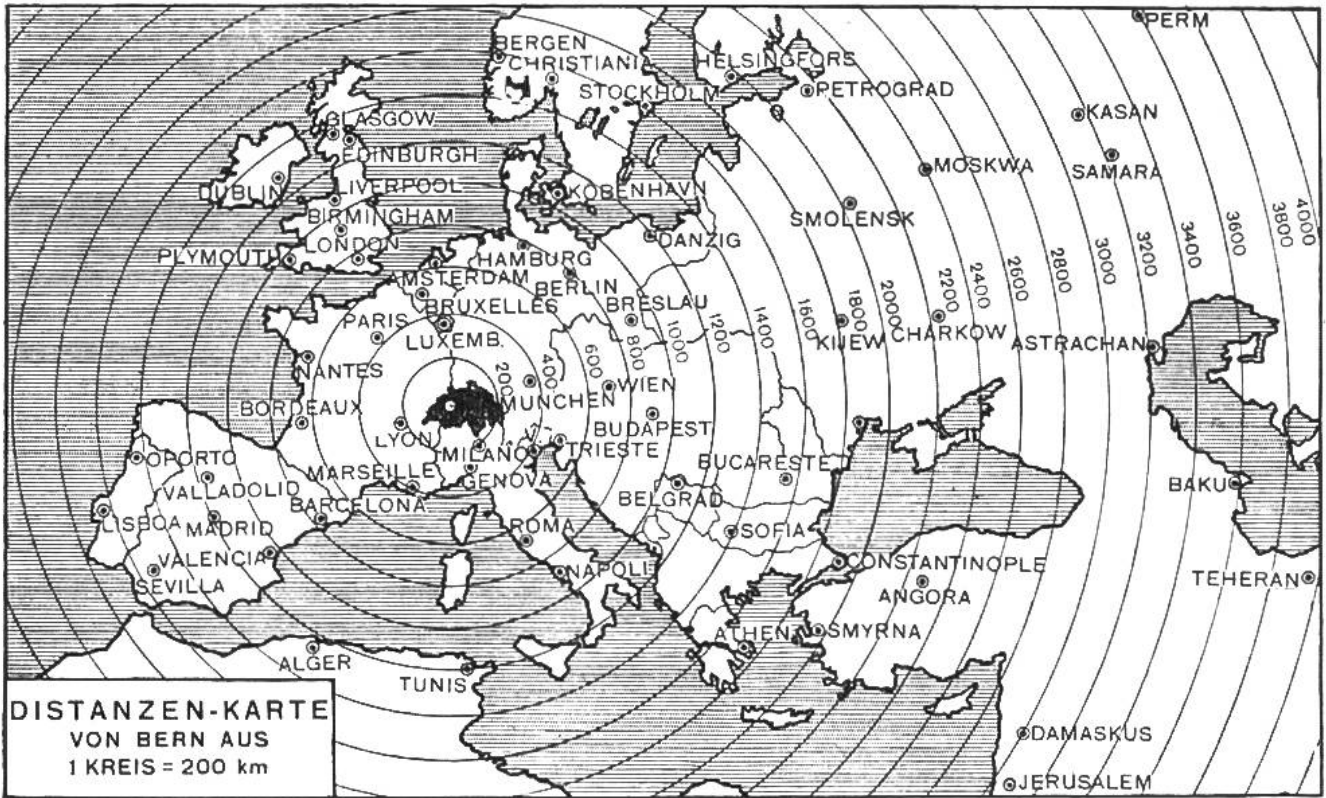 PERM
BERGEN
CHRISTIANIA
HELSINGFORS
STOCKHOLM
PETROGRAD
KASAN
GLASGOW
EDINBURGH
MOSKWA
SAMARA
DUBLIN
LIVERPOOL
KÖBENHAVN
BIRMINGHAM
SMOLENSK
LONDON
DANZIG
PLYMOUTH
HAMBURG
AMSTERDAM
BERLIN
BRUXELLES
BRESLAU
PARIS
LUXEMB.
KIJEW
CHARKOW
ASTRACHAN
200
400
600
800
1000
1200
1400
1600
1800
2000
2200
2400
2600
2800
3000
3200
3400
3600
3800
4000
NANTES
WIEN
MÜNCHEN
BORDEAUX
BUDAPEST
LYON
MILANO
TRIESTE
OPORTO
MARSEILLE
GENOVA
BUCARESTE
VALLADOLID
BELGRAD
BAKU
BARCELONA
LISBOA
MADRID
ROMA
SOFIA
VALENCIA
NAPOLI
CONSTANTINOPLE
SEVILLA
ANGORA
TEHERAN
ATHEN
SMYRNA
ALGER
TUNIS
DISTANZEN-KARTE
VON BERN AUS
1 KREIS = 200 km
DAMASKUS
JERUSALEM